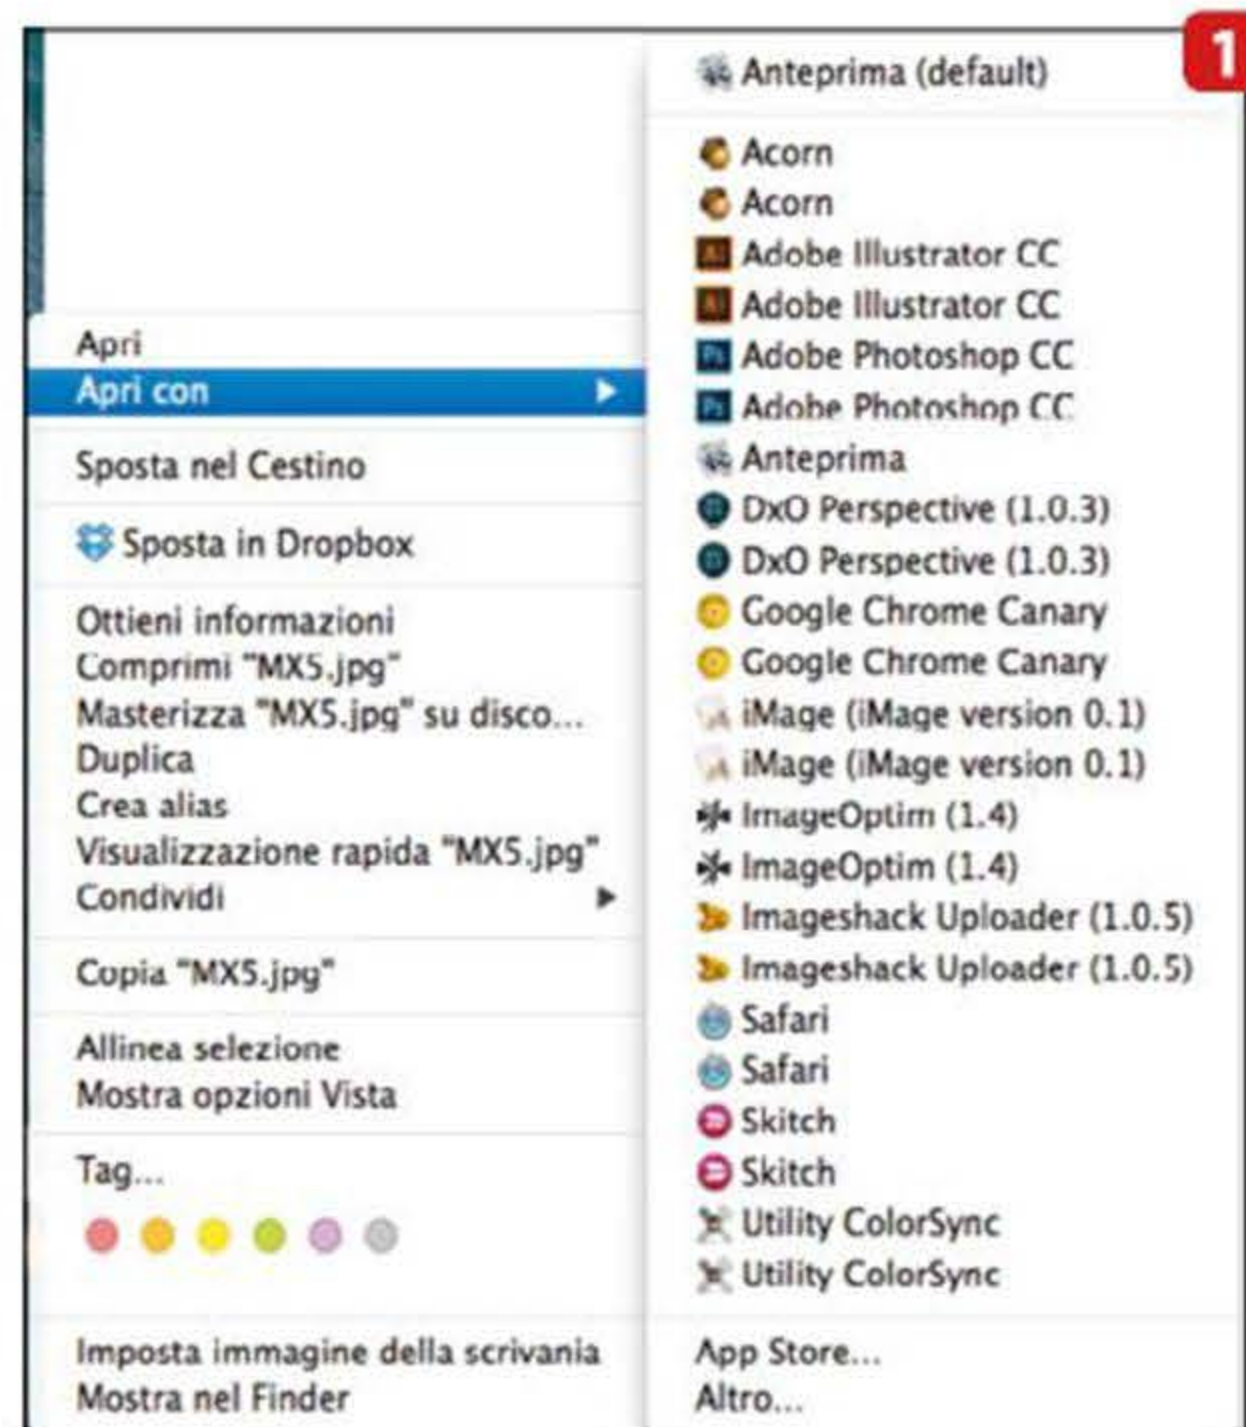 1
Apri
Apri con
Sposta nel Cestino
Sposta in Dropbox
Ottieni informazioni
Comprimi "MX5.jpg"
Masterizza "MX5.jpg" su disco...
Duplica
Crea alias
Visualizzazione rapida "MX5.jpg"
Condividi
Copia "MX5.jpg"
Allinea selezione
Mostra opzioni Vista
Tag...
Imposta immagine della scrivania
Mostra nel Finder
Anteprima (default)
Acorn
Acorn
Adobe Illustrator CC
Adobe Illustrator CC
Adobe Photoshop CC
Adobe Photoshop CC
Anteprima
DxO Perspective (1.0.3)
DxO Perspective (1.0.3)
Google Chrome Canary
Google Chrome Canary
iMage (iMage version 0.1)
iMage (iMage version 0.1)
ImageOptim (1.4)
ImageOptim (1.4)
Imageshack Uploader (1.0.5)
Imageshack Uploader (1.0.5)
Safari
Safari
Skitch
Skitch
Utility ColorSync
Utility ColorSync
App Store...
Altro...